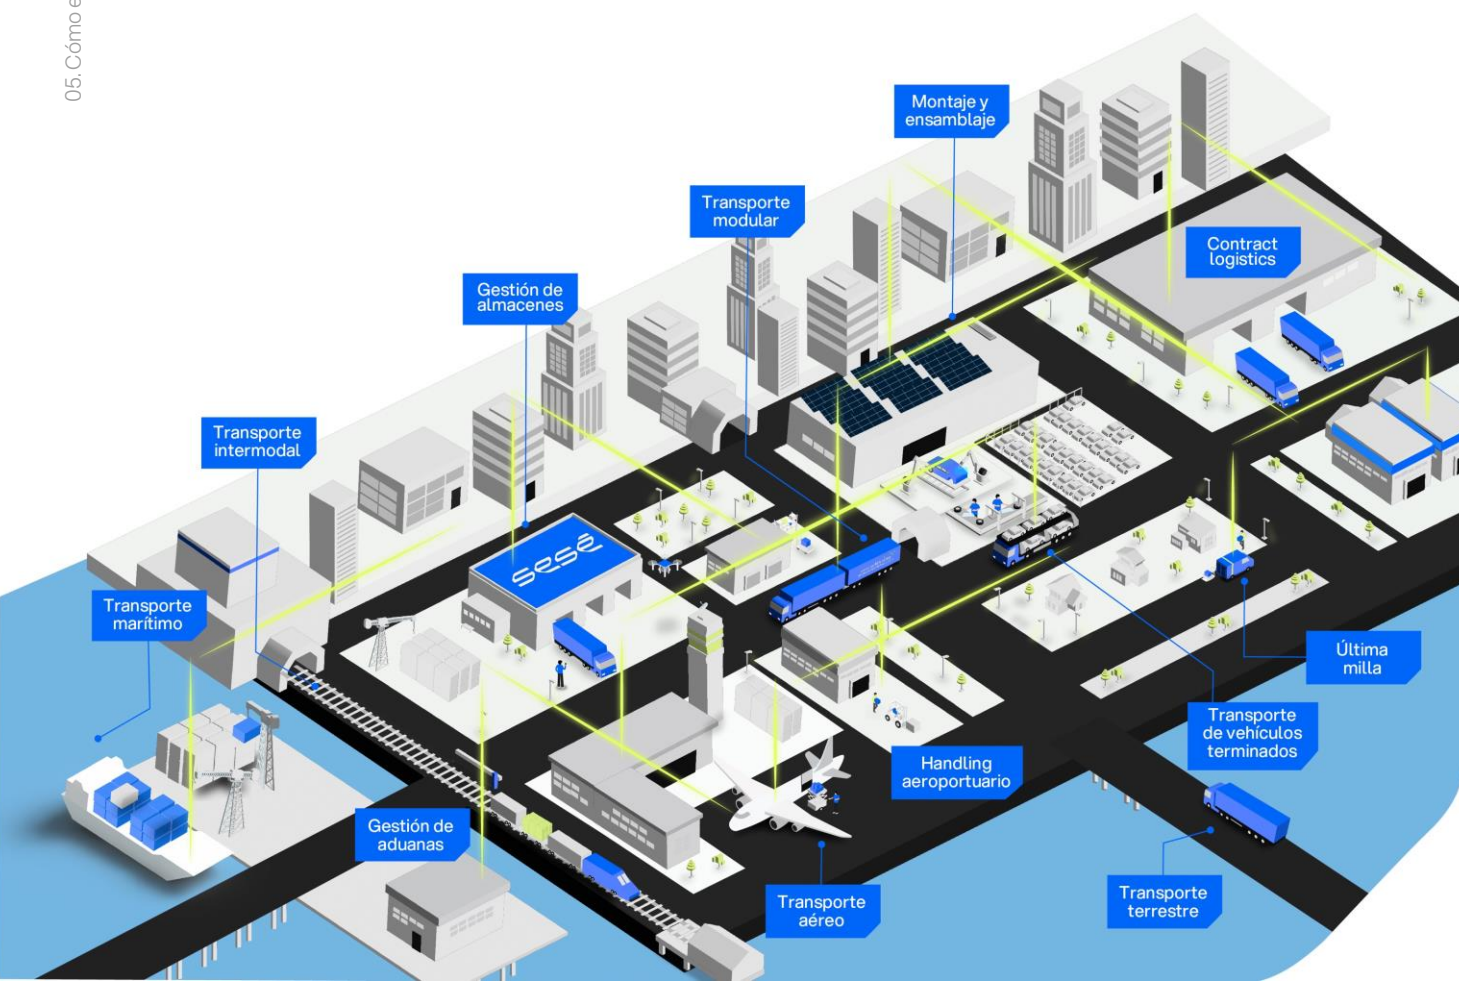 05. Cómo e
Montaje y
ensamblaje
Transporte
modular
Contract
logistics
Gestión de
almacenes
Transporte
intermodal
sesé
Transporte
marítimo
Última
milla
Transporte
de vehículos
terminados
Handling
aeroportuario
Gestión de
aduanas
Transporte
aéreo
Transporte
terrestre